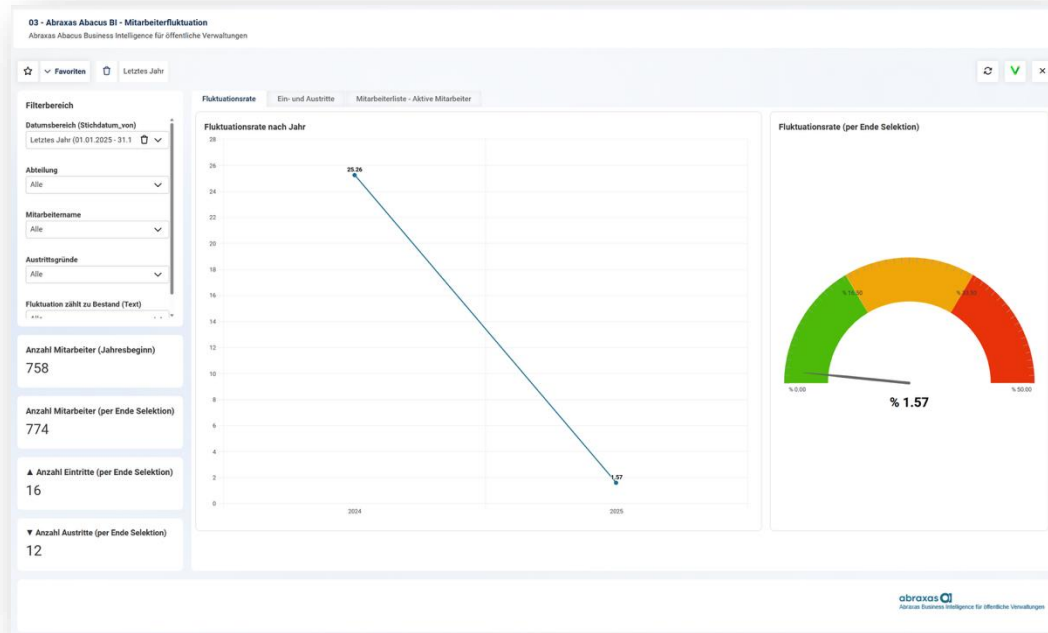 03 - Abraxas Abacus BI - Mitarbeiterfluktuation
Abraxas Abacus Business Intelligence für öffentliche Verwaltungen
Favoriten
Letztes Jahr
Filterbereich
Datumsbereich (Stichdatum_von)
Letztes Jahr (01.01.2025 - 31.1
Abteilung
Alle
Mitarbeitername
Alle
Austrittsgründe
Alle
Fluktuation zählt zu Bestand (Text)
Anzahl Mitarbeiter (Jahresbeginn)
758
Anzahl Mitarbeiter (per Ende Selektion)
774
▲ Anzahl Eintritte (per Ende Selektion)
16
▼ Anzahl Austritte (per Ende Selektion)
12
Fluktuationsrate
Ein- und Austritte
Mitarbeiterliste - Aktive Mitarbeiter
Fluktuationsrate nach Jahr
28
26
24
22
20
18
16
14
12
10
8
6
4
2
0
25.26
1.57
2024
2025
Fluktuationsrate (per Ende Selektion)
% 0.00
% 50.00
% 1.57
abraxas
Abraxas Business Intelligence für öffentliche Verwaltungen